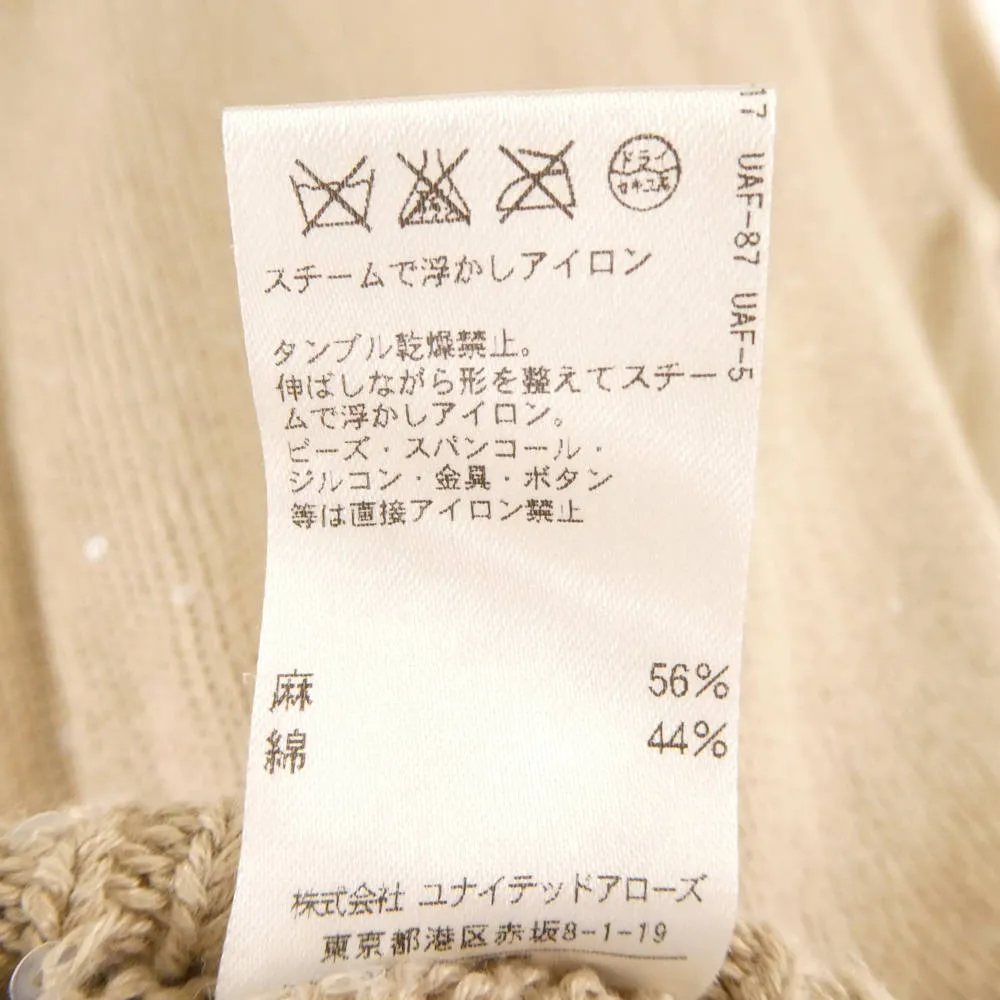 ドライ
セキユ系
スチームで浮かしアイロン
タンブル乾燥禁止。
伸ばしながら形を整えてスチー
ムで浮かしアイロン。
ビーズ・スパンコール・
ジルコン・金具・ボタン
等は直接アイロン禁止
麻 56%
綿 44%
株式会社 ユナイテッドアローズ
東京都港区赤坂8-1-19
17 UAF-87 UAF-5